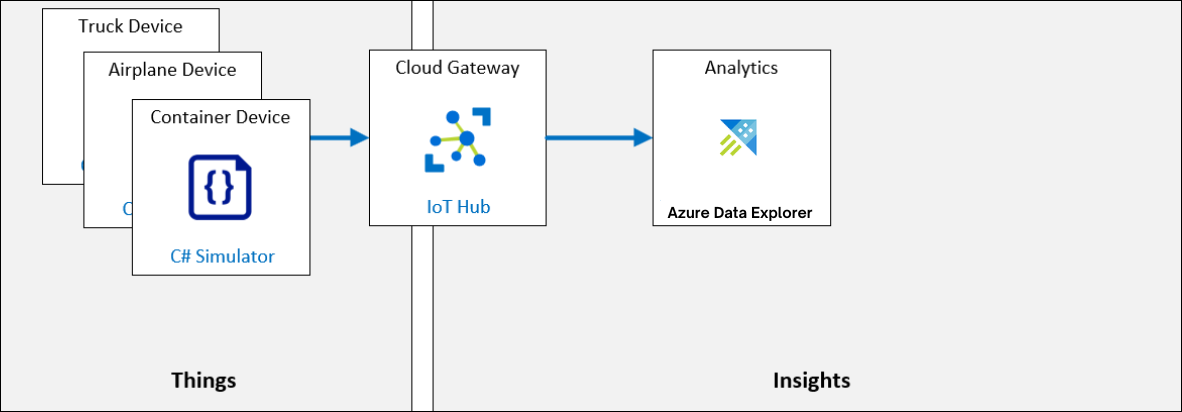 Truck Device
Airplane Device
Container Device
C
C# Simulator
Cloud Gateway
IoT Hub
Analytics
Azure Data Explorer
Things
Insights